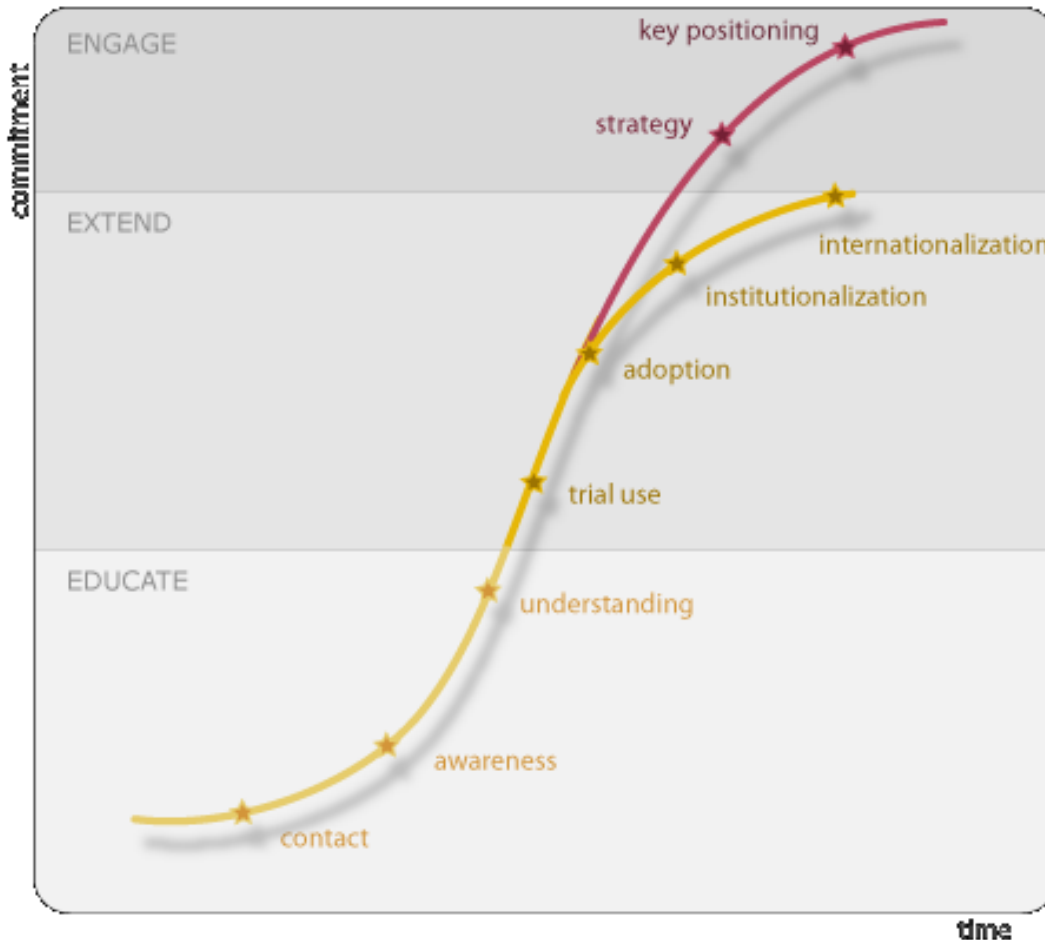 ENGAGE
key positioning
commitment
strategy
EXTEND
internationalization
institutionalization
adoption
trial use
EDUCATE
understanding
awareness
contact
time